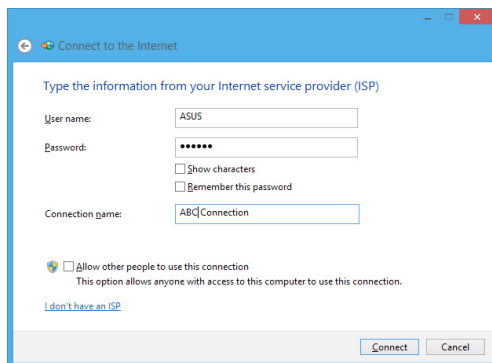 Connect to the Internet
Type the information from your Internet service provider (ISP)
User name:
ASUS
Password:
••••••
Show characters
Remember this password
Connection name:
ABC Connection
Allow other people to use this connection
This option allows anyone with access to this computer to use this connection.
I don't have an ISP
Connect
Cancel